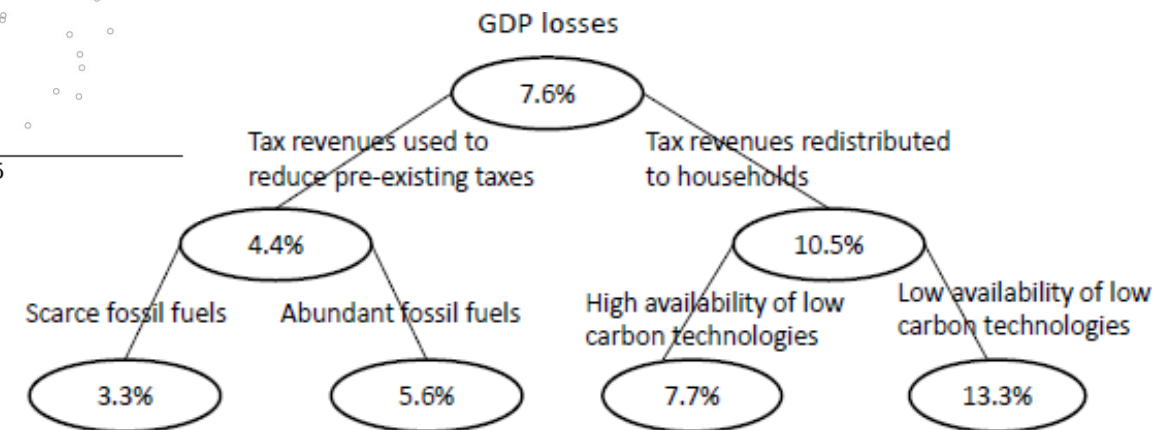 GDP losses
7.6%
Tax revenues used to
reduce pre-existing taxes
Tax revenues redistributed
to households
4.4%
10.5%
Scarce fossil fuels
Abundant fossil fuels
High availability of low
carbon technologies
Low availability of low
carbon technologies
3.3%
5.6%
7.7%
13.3%